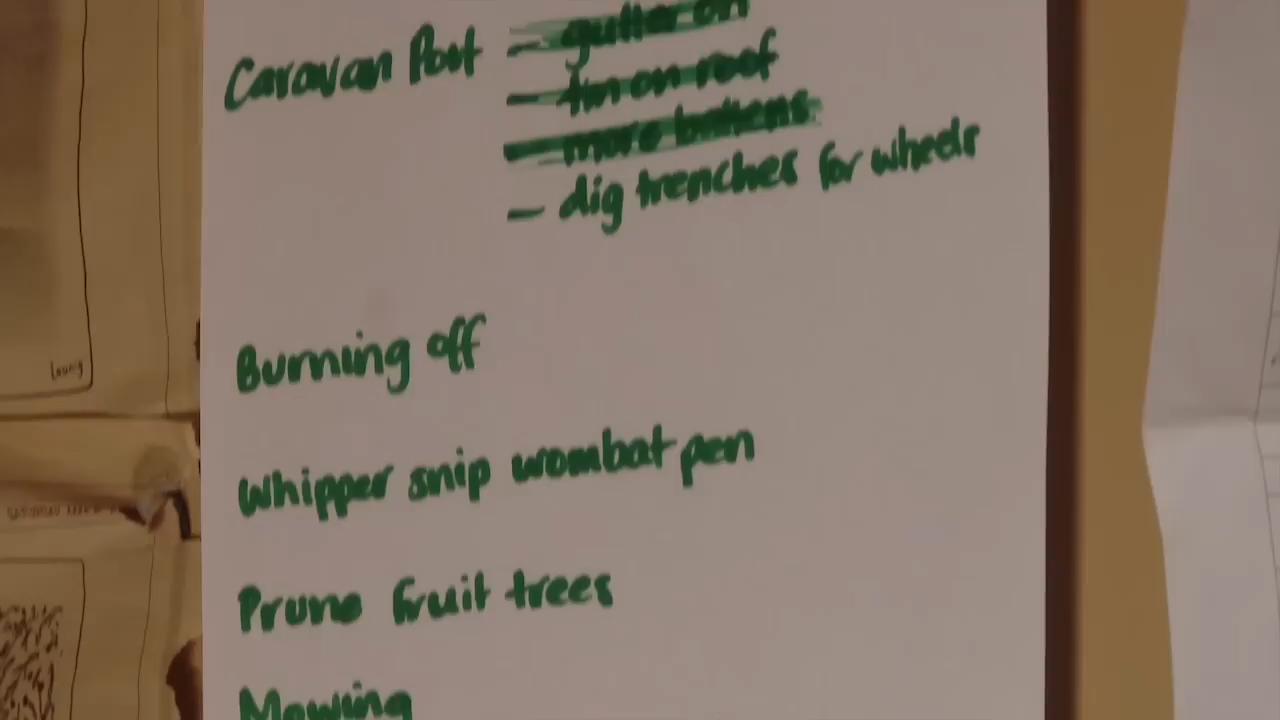 Caravan Port - gutter on
- tin on roof
- more battens
- dig trenches for wheels
Burning off
Whipper snip wombat pen
Prune fruit trees
Mowing
Leunig